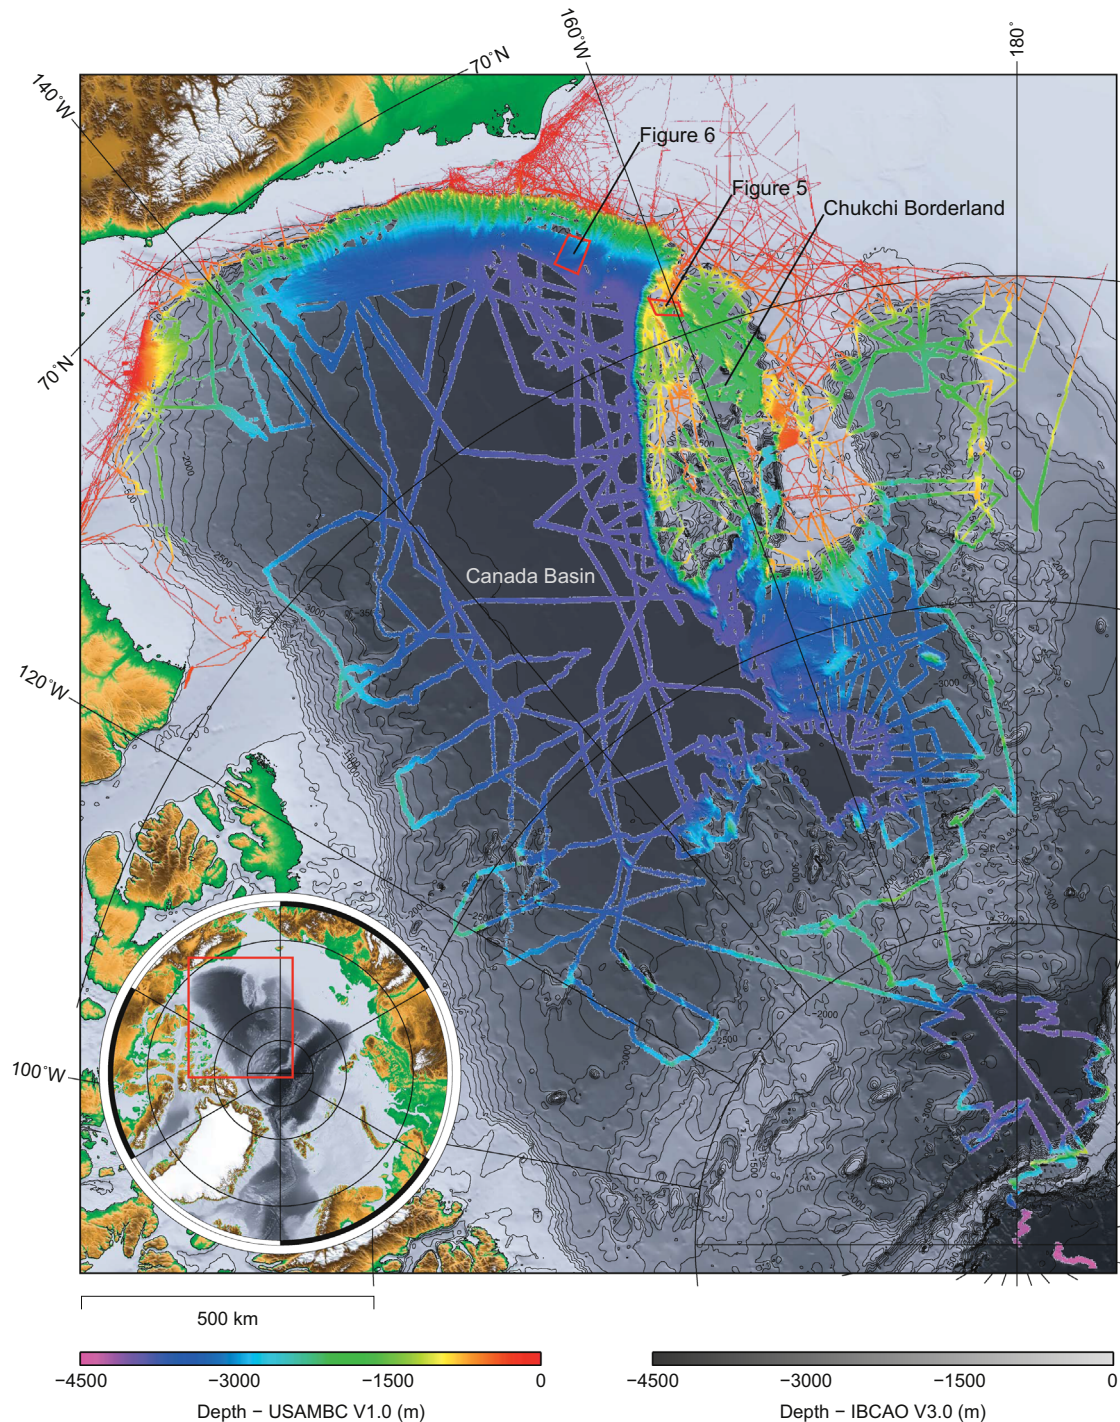 160°W
180°
70°N
140°W
Figure 6
Figure 5
Chukchi Borderland
70°N
Canada Basin
120°W
100°W
500 km
−4500 −3000 −1500 0
Depth − USAMBC V1.0 (m)
−4500 −3000 −1500 0
Depth − IBCAO V3.0 (m)